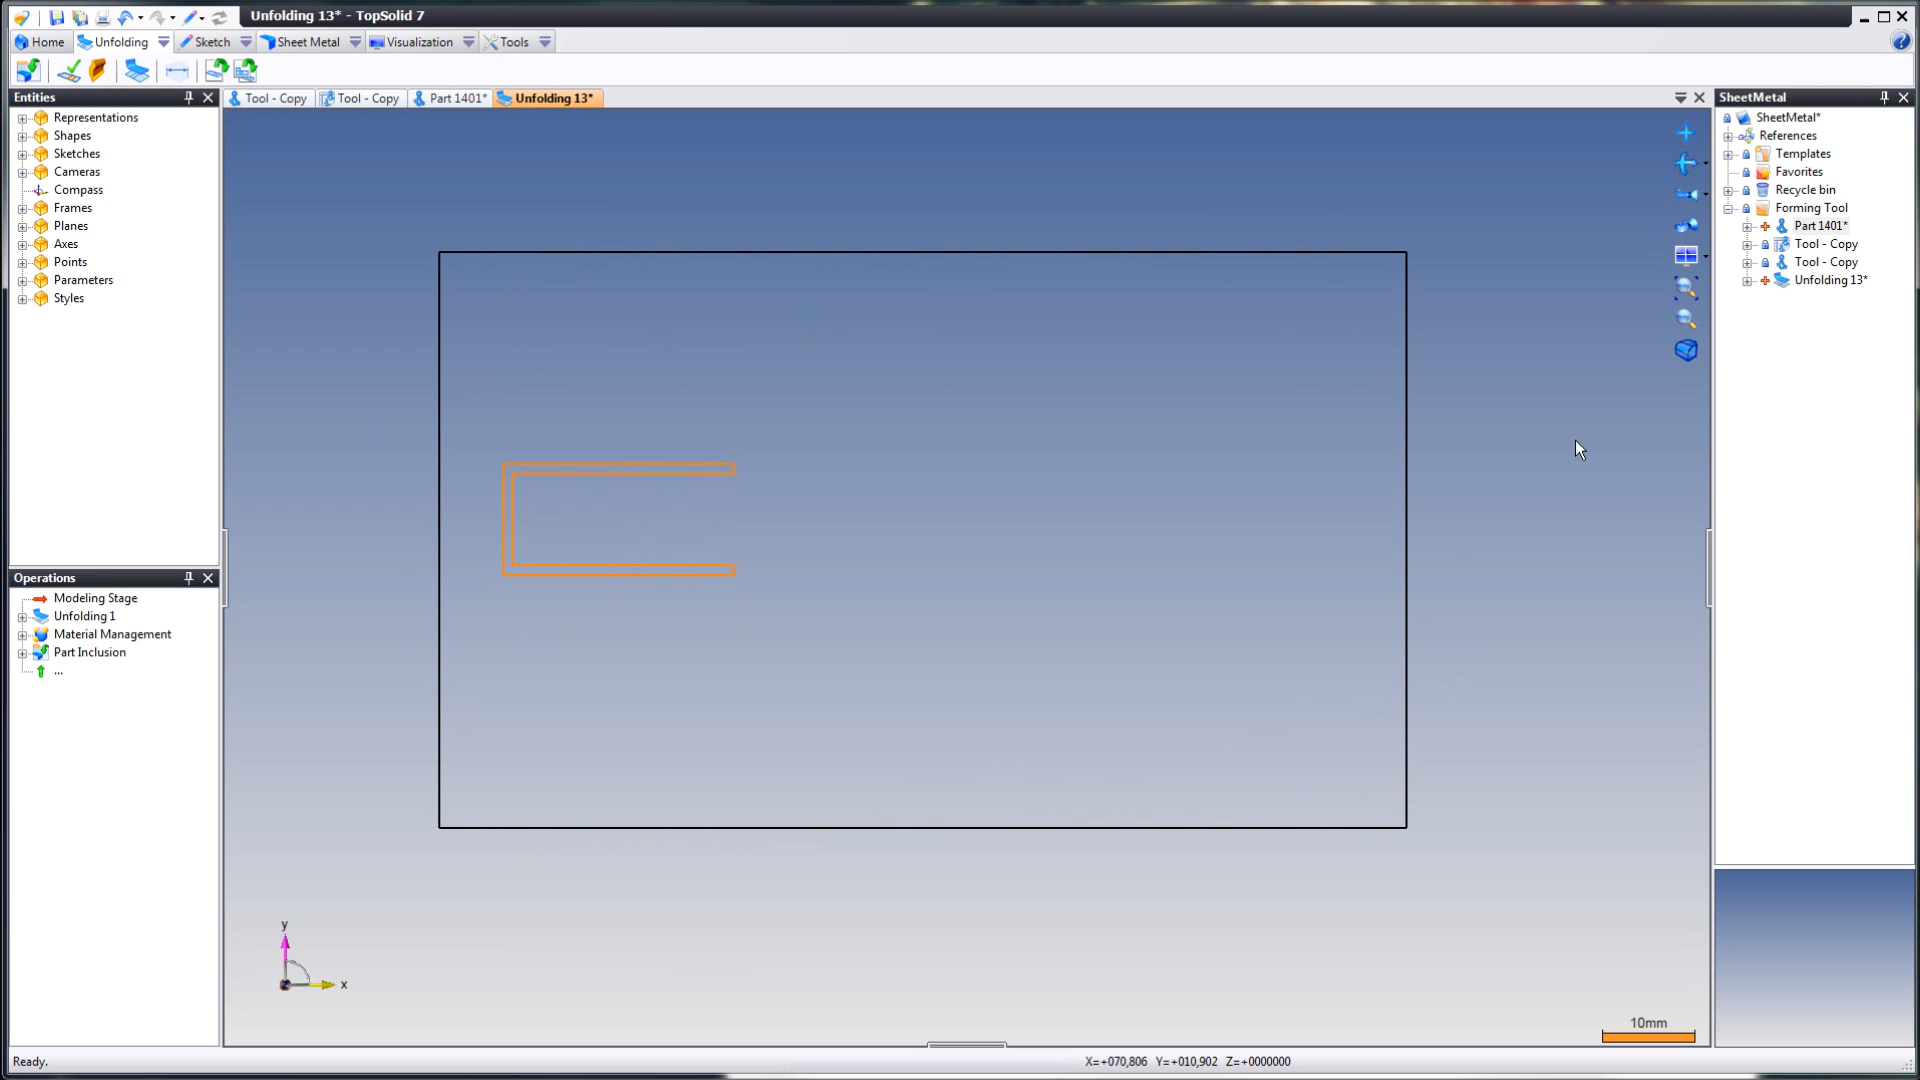 Unfolding 13* - TopSolid 7
Home Unfolding Sketch Sheet Metal Visualization Tools
Entities
Tool - Copy Tool - Copy Part 1401* Unfolding 13*
SheetMetal
Representations
Shapes
Sketches
Cameras
Compass
Frames
Planes
Axes
Points
Parameters
Styles
SheetMetal*
References
Templates
Favorites
Recycle bin
Forming Tool
Part 1401*
Tool - Copy
Tool - Copy
Unfolding 13*
Operations
Modeling Stage
Unfolding 1
Material Management
Part Inclusion
...
y
x
10mm
Ready.
X=+070,806 Y=+010,902 Z=+0000000